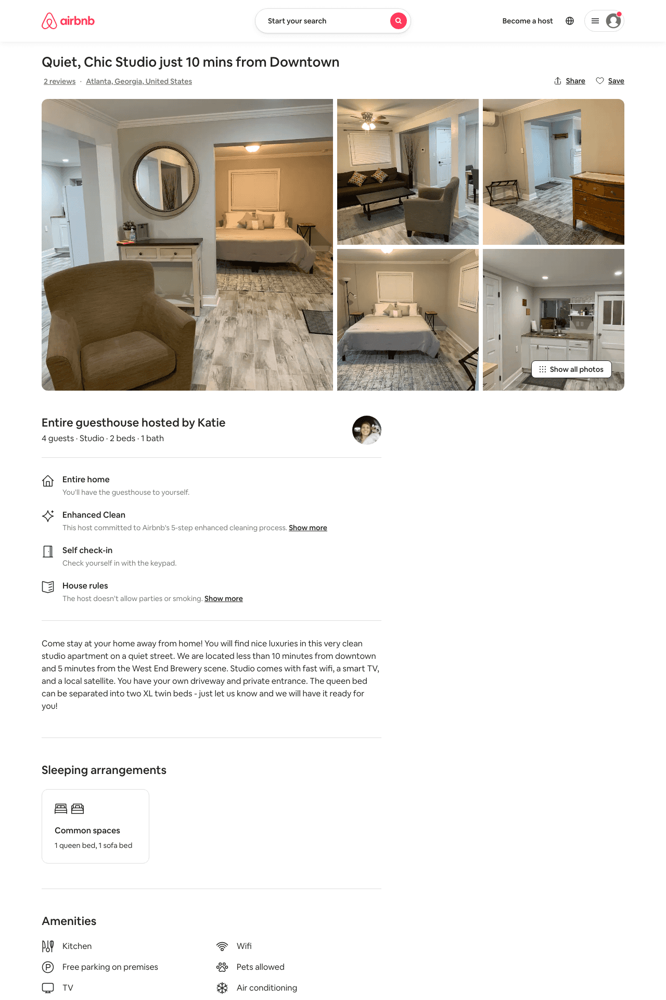 airbnb
Start your search
Become a host
Quiet, Chic Studio just 10 mins from Downtown
2 reviews · Atlanta, Georgia, United States
Share
Save
Show all photos
Entire guesthouse hosted by Katie
4 guests · Studio · 2 beds · 1 bath
Entire home
You’ll have the guesthouse to yourself.
Enhanced Clean
This host committed to Airbnb's 5-step enhanced cleaning process. Show more
Self check-in
Check yourself in with the keypad.
House rules
The host doesn’t allow parties or smoking. Show more
Come stay at your home away from home! You will find nice luxuries in this very clean
studio apartment on a quiet street. We are located less than 10 minutes from downtown
and 5 minutes from the West End Brewery scene. Studio comes with fast wifi, a smart TV,
and a local satellite. You have your own driveway and private entrance. The queen bed
can be separated into two XL twin beds - just let us know and we will have it ready for
you!
Sleeping arrangements
Common spaces
1 queen bed, 1 sofa bed
Amenities
Kitchen
Wifi
Free parking on premises
Pets allowed
TV
Air conditioning